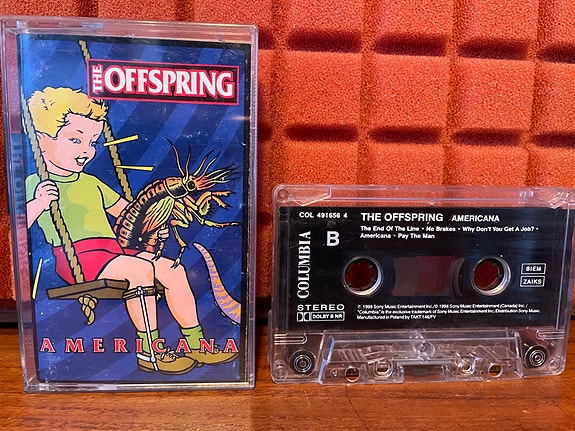 THE OFFSPRING
AMERICANA
COL 491656 4
THE OFFSPRING AMERICANA
The End Of The Line • No Brakes • Why Don't You Get A Job? •
Americana • Pay The Man
COLUMBIA
B
BIEM
ZAIKS
STEREO
DOLBY B NR
℗ 1998 Sony Music Entertainment Inc./© 1998 Sony Music Entertainment (Canada) Inc. /
"Columbia" is the exclusive trademark of Sony Music Entertainment Inc./Distribution Sony Music.
Manufactured in Poland by TAKT 146/FV